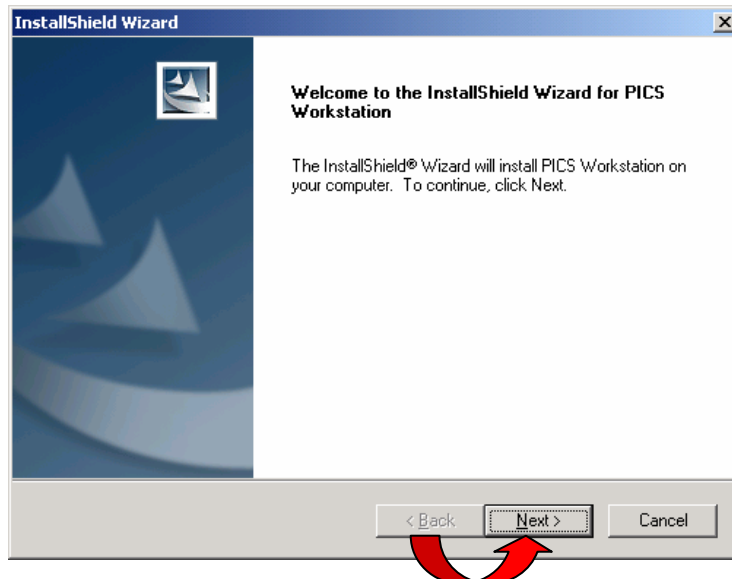 InstallShield Wizard
Welcome to the InstallShield Wizard for PICS
Workstation
The InstallShield® Wizard will install PICS Workstation on
your computer. To continue, click Next.
< Back
Next >
Cancel